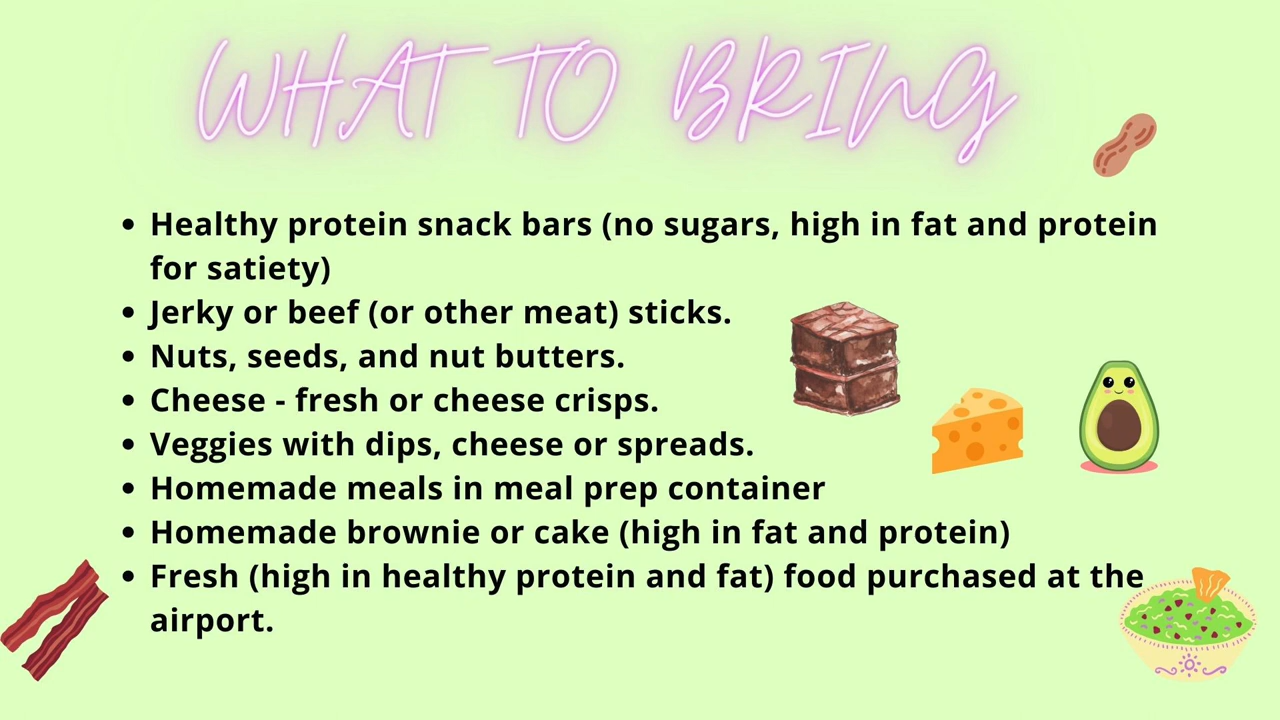 WHAT TO BRING
• Healthy protein snack bars (no sugars, high in fat and protein
for satiety)
• Jerky or beef (or other meat) sticks.
• Nuts, seeds, and nut butters.
• Cheese - fresh or cheese crisps.
• Veggies with dips, cheese or spreads.
• Homemade meals in meal prep container
• Homemade brownie or cake (high in fat and protein)
• Fresh (high in healthy protein and fat) food purchased at the
airport.